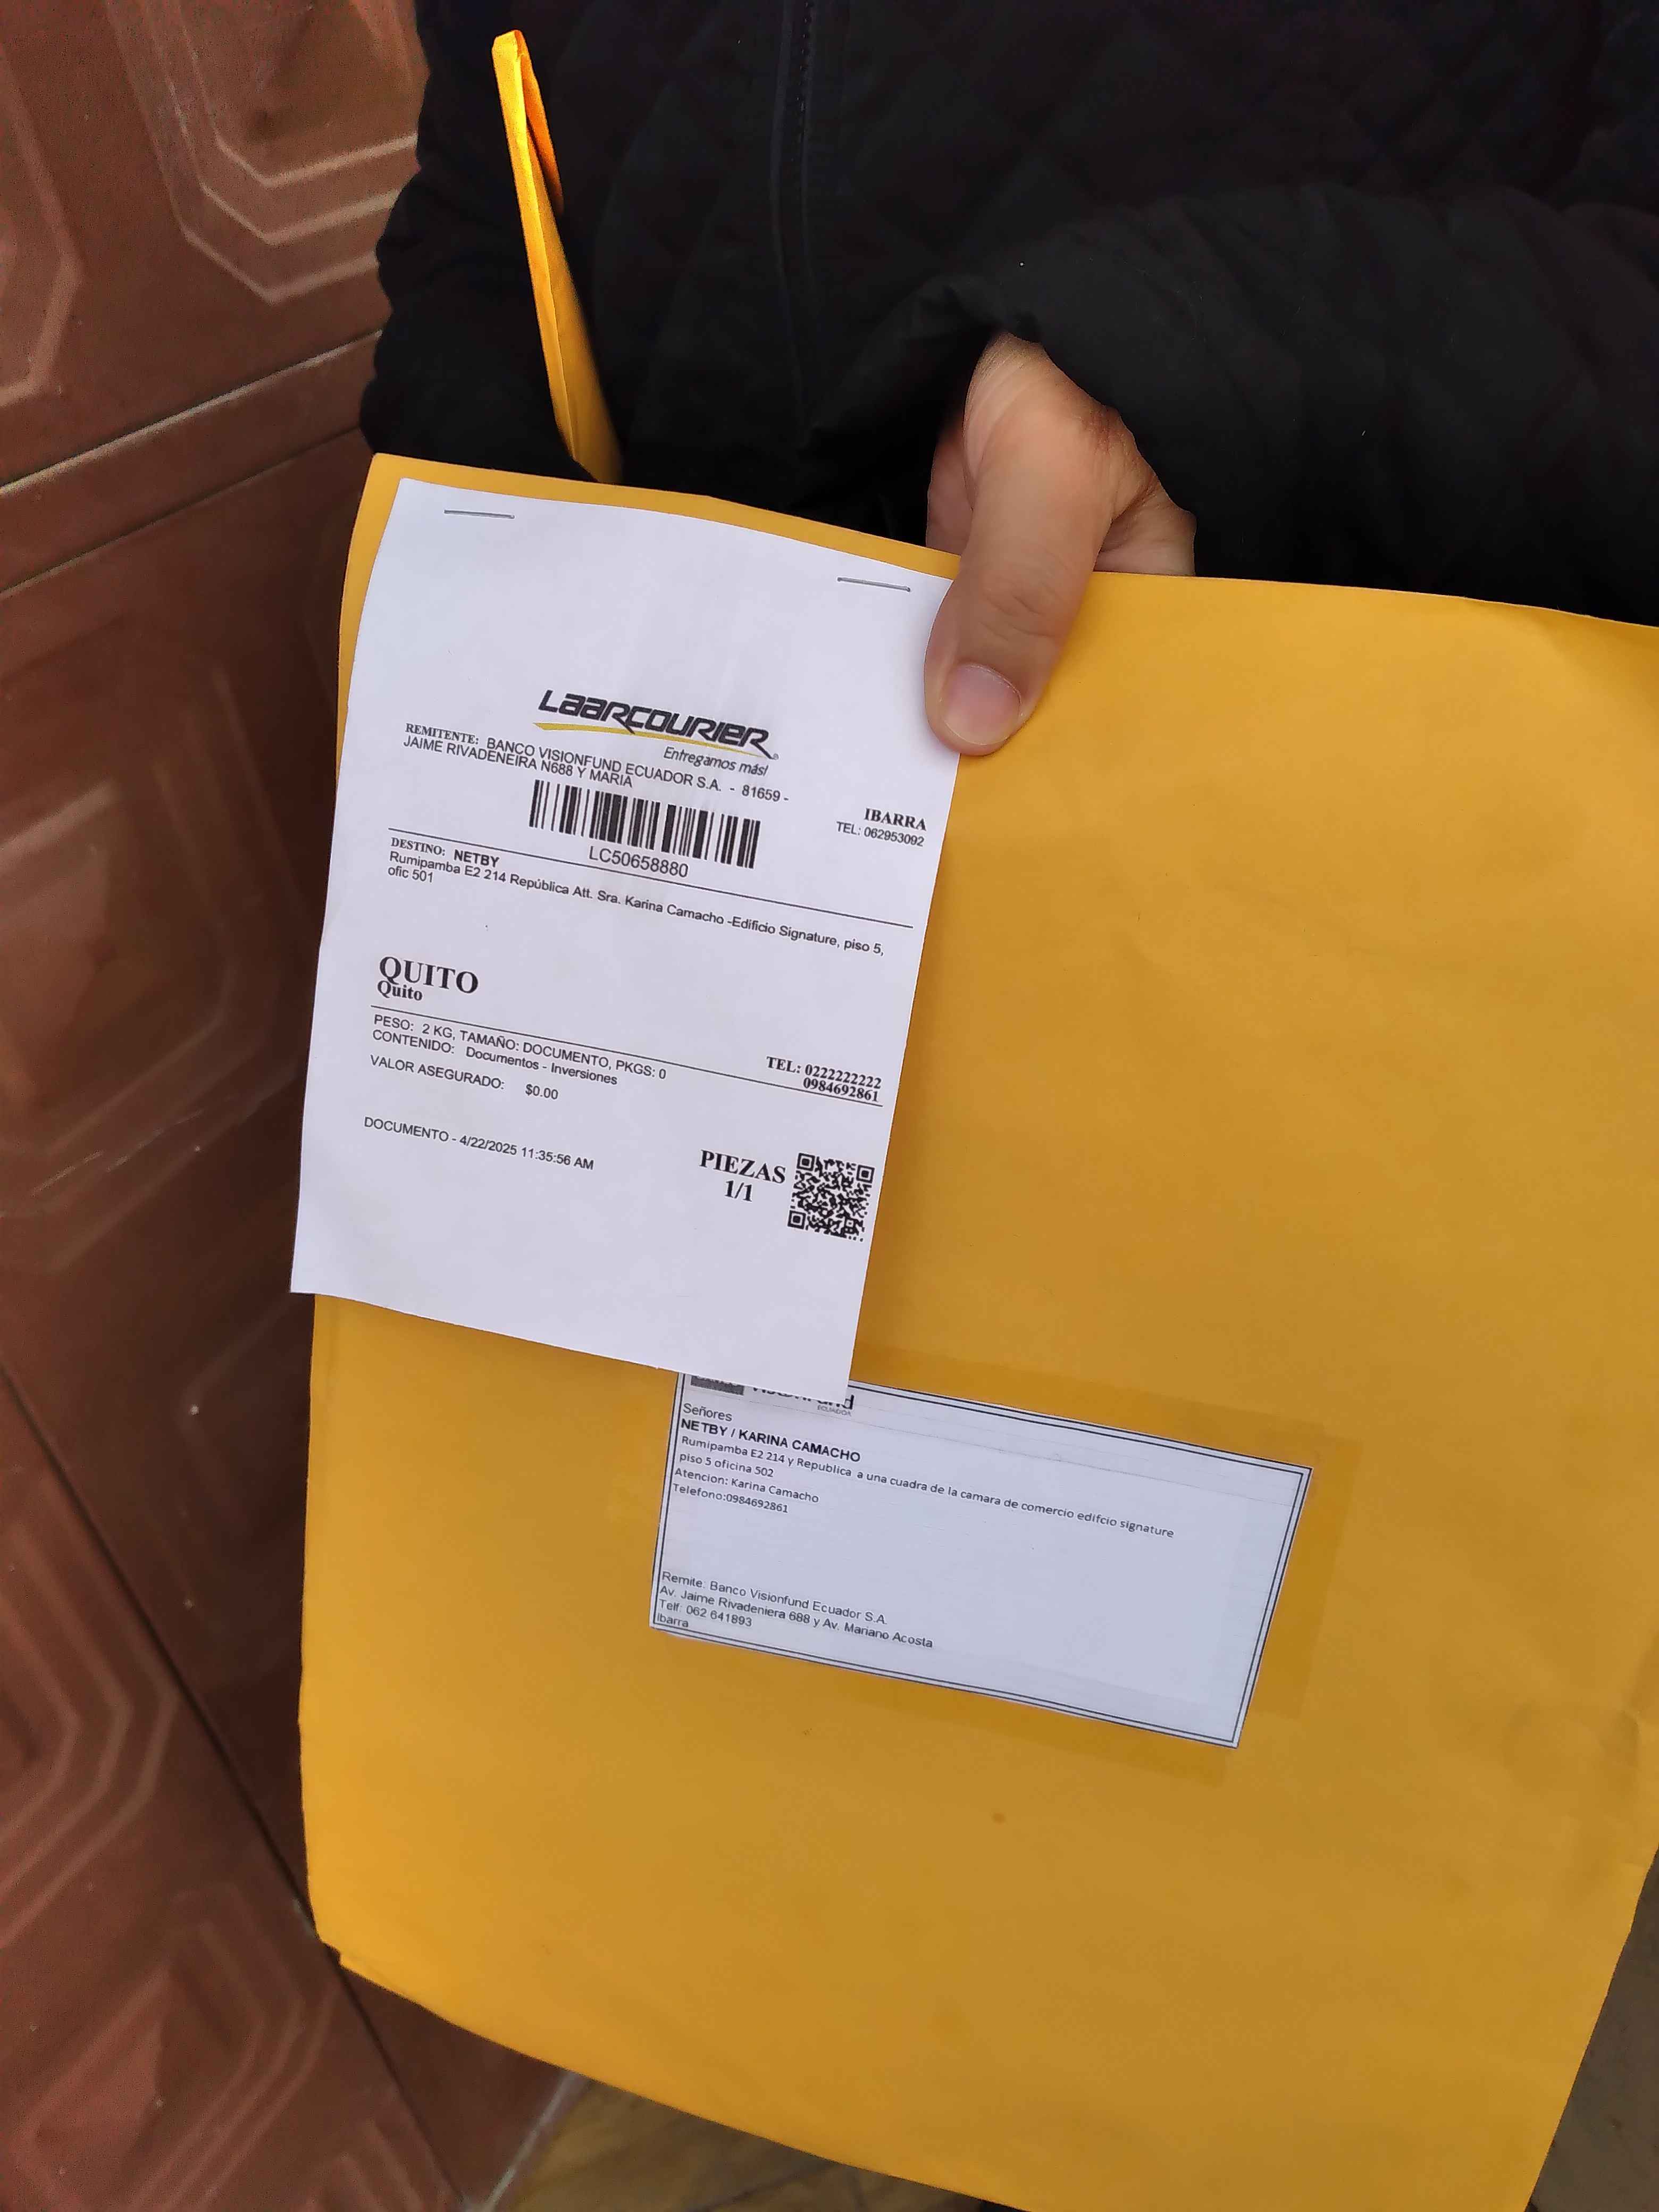 LAARCOURIER
Entregamos más!
REMITENTE: BANCO VISIONFUND ECUADOR S.A. - 81659 -
JAIME RIVADENEIRA N688 Y MARIA
IBARRA
TEL: 062953092
LC50658880
DESTINO: NETBY
Rumipamba E2 214 República Att. Sra. Karina Camacho -Edificio Signature, piso 5,
ofic 501
QUITO
Quito
TEL: 0222222222
0984692861
PESO: 2 KG, TAMAÑO: DOCUMENTO, PKGS: 0
CONTENIDO: Documentos - Inversiones
VALOR ASEGURADO: $0.00
DOCUMENTO - 4/22/2025 11:35:56 AM
PIEZAS
1/1
ECUADOR
Señores
NETBY / KARINA CAMACHO
Rumipamba E2 214 y Republica a una cuadra de la camara de comercio edifcio signature
piso 5 oficina 502
Atencion: Karina Camacho
Telefono:0984692861
Remite: Banco Visionfund Ecuador S.A.
Av. Jaime Rivadeniera 688 y Av. Mariano Acosta
Telf: 062 641893
Ibarra